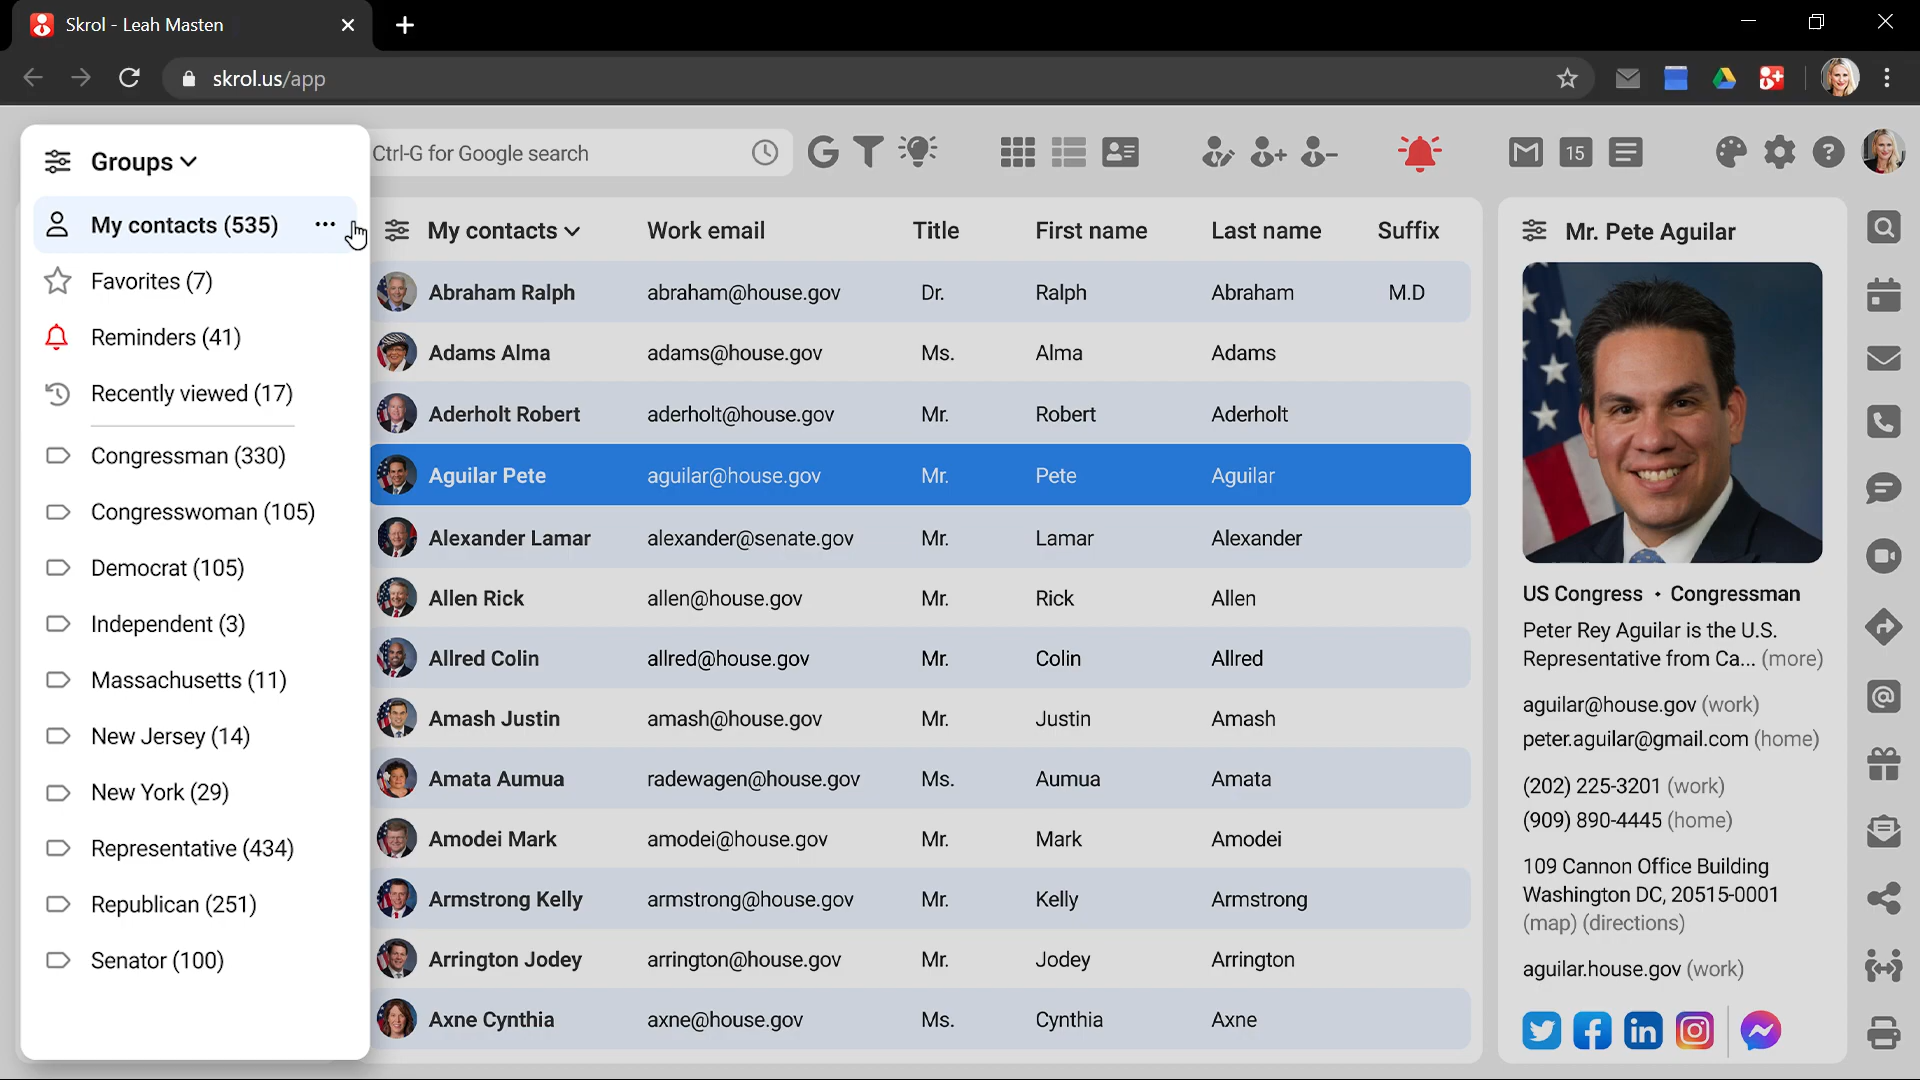 Skrol - Leah Masten
skrol.us/app
Groups
My contacts (535)
Favorites (7)
Reminders (41)
Recently viewed (17)
Congressman (330)
Congresswoman (105)
Democrat (105)
Independent (3)
Massachusetts (11)
New Jersey (14)
New York (29)
Representative (434)
Republican (251)
Senator (100)
Ctrl-G for Google search
15
My contacts Work email Title First name Last name Suffix
Abraham Ralph abraham@house.gov Dr. Ralph Abraham M.D
Adams Alma adams@house.gov Ms. Alma Adams
Aderholt Robert aderholt@house.gov Mr. Robert Aderholt
Aguilar Pete aguilar@house.gov Mr. Pete Aguilar
Alexander Lamar alexander@senate.gov Mr. Lamar Alexander
Allen Rick allen@house.gov Mr. Rick Allen
Allred Colin allred@house.gov Mr. Colin Allred
Amash Justin amash@house.gov Mr. Justin Amash
Amata Aumua radewagen@house.gov Ms. Aumua Amata
Amodei Mark amodei@house.gov Mr. Mark Amodei
Armstrong Kelly armstrong@house.gov Mr. Kelly Armstrong
Arrington Jodey arrington@house.gov Mr. Jodey Arrington
Axne Cynthia axne@house.gov Ms. Cynthia Axne
Mr. Pete Aguilar
US Congress • Congressman
Peter Rey Aguilar is the U.S.
Representative from Ca... (more)
aguilar@house.gov (work)
peter.aguilar@gmail.com (home)
(202) 225-3201 (work)
(909) 890-4445 (home)
109 Cannon Office Building
Washington DC, 20515-0001
(map) (directions)
aguilar.house.gov (work)